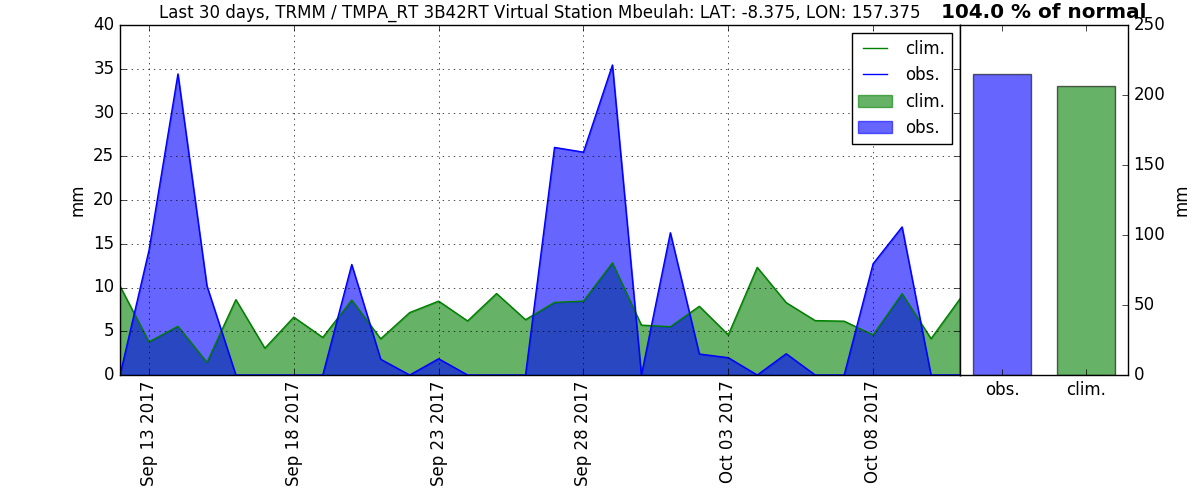 Last 30 days, TRMM / TMPA_RT 3B42RT Virtual Station Mbeulah: LAT: -8.375, LON: 157.375
104.0 % of normal
40
35
30
25
20
15
10
5
0
mm
clim.
obs.
clim.
obs.
Sep 13 2017
Sep 18 2017
Sep 23 2017
Sep 28 2017
Oct 03 2017
Oct 08 2017
250
200
150
100
50
0
mm
obs.
clim.